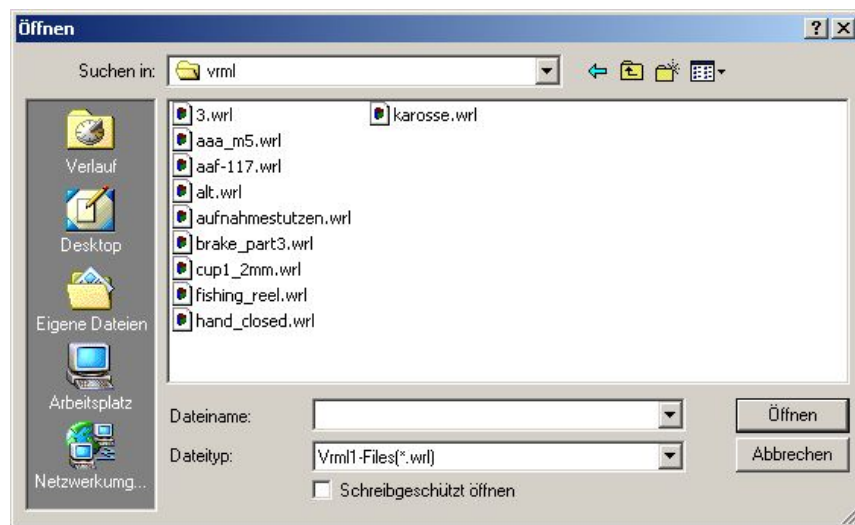 Öffnen
Suchen in:
vrml
Verlauf
Desktop
Eigene Dateien
Arbeitsplatz
Netzwerkumg...
3.wrl
aaa_m5.wrl
aaf-117.wrl
alt.wrl
aufnahmestutzen.wrl
brake_part3.wrl
cup1_2mm.wrl
fishing_reel.wrl
hand_closed.wrl
karosse.wrl
Dateiname:
Öffnen
Dateityp:
Vrml1-Files(*.wrl)
Abbrechen
Schreibgeschützt öffnen